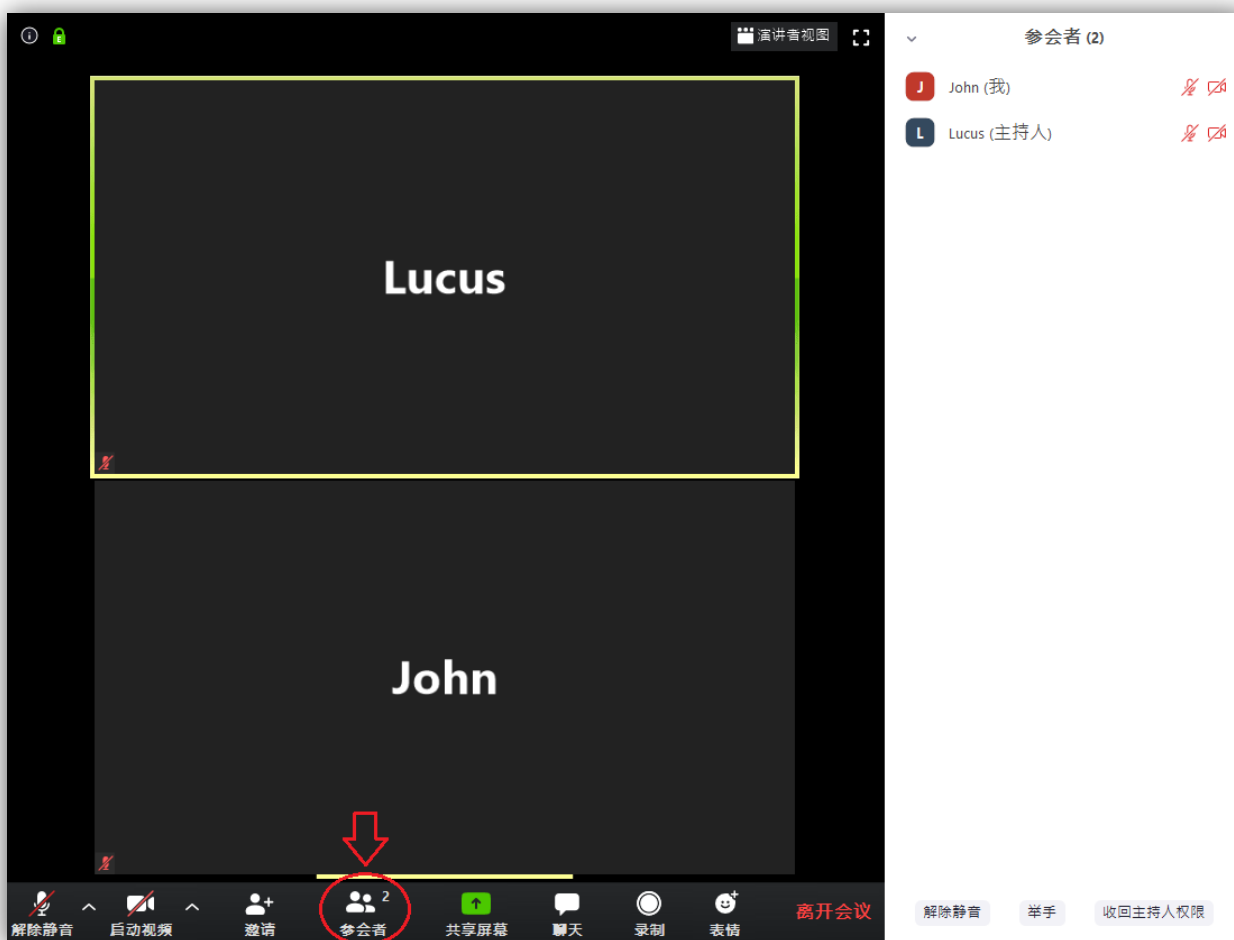 E
演讲者视图
参会者 (2)
J
John (我)
L
Lucus (主持人)
Lucus
John
解除静音
启动视频
邀请
2
参会者
共享屏幕
聊天
录制
表情
离开会议
解除静音
举手
收回主持人权限